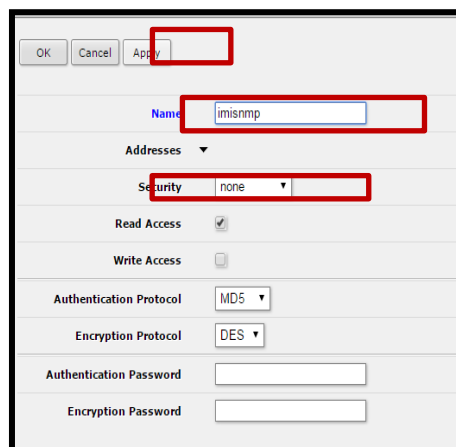 OK Cancel Apply
Name imisnmp
Addresses
Security none
Read Access
Write Access
Authentication Protocol MD5
Encryption Protocol DES
Authentication Password
Encryption Password